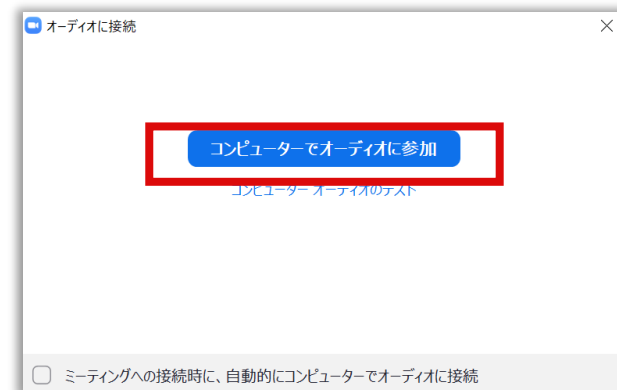 オーディオに接続
コンピューターでオーディオに参加
コンピューター オーディオのテスト
ミーティングへの接続時に、自動的にコンピューターでオーディオに接続